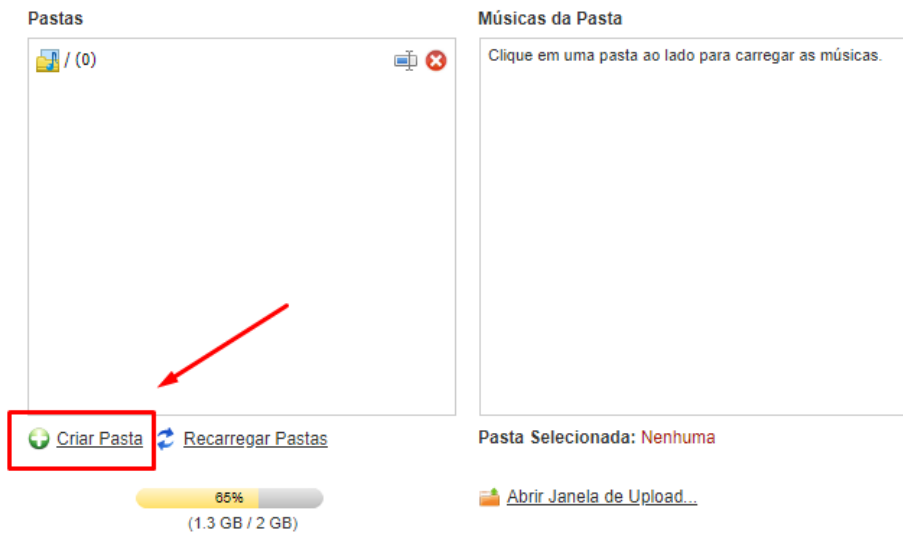 Pastas
/ (0)
Criar Pasta
Recarregar Pastas
65%
(1.3 GB / 2 GB)
Músicas da Pasta
Clique em uma pasta ao lado para carregar as músicas.
Pasta Selecionada: Nenhuma
Abrir Janela de Upload...